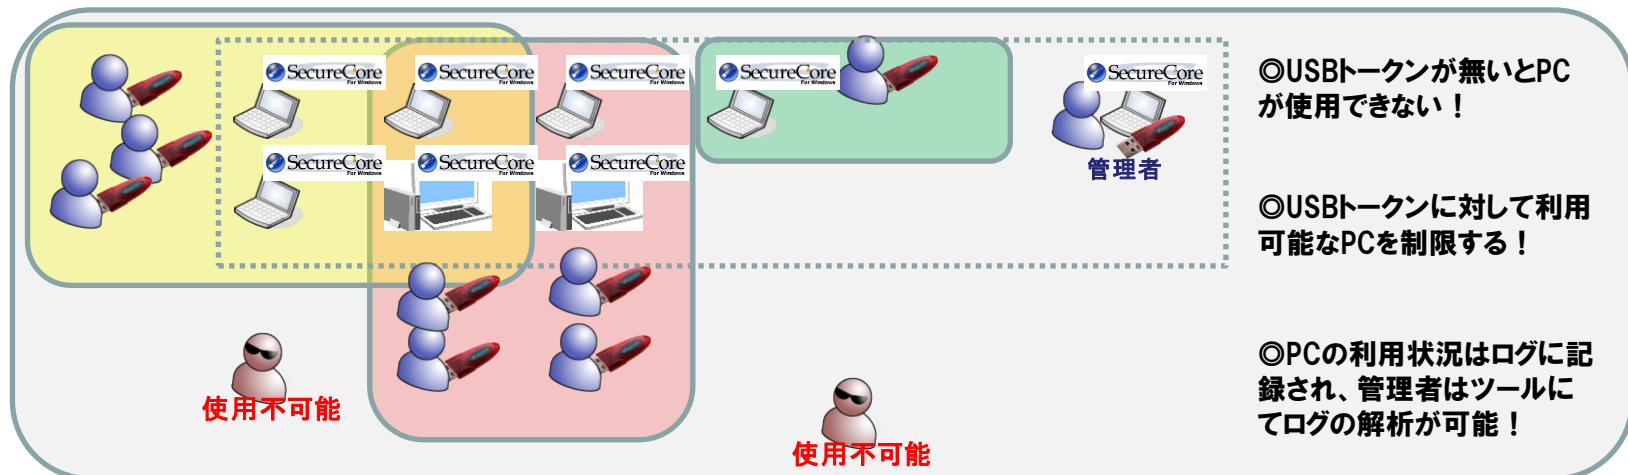 SecureCore
For Windows
SecureCore
For Windows
SecureCore
For Windows
SecureCore
For Windows
SecureCore
For Windows
管理者
SecureCore
For Windows
SecureCore
For Windows
SecureCore
For Windows
使用不可能
使用不可能
◎USBトークンが無いとPC
が使用できない！
◎USBトークンに対して利用
可能なPCを制限する！
◎PCの利用状況はログに記
録され、管理者はツールに
てログの解析が可能！